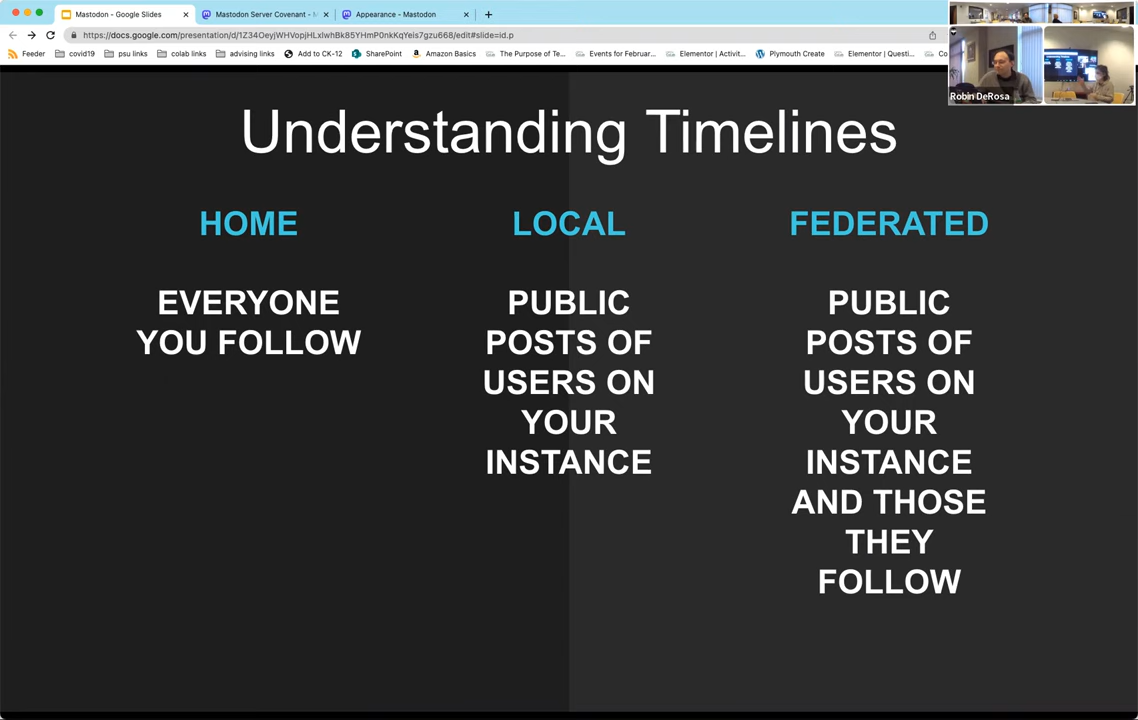 Mastodon - Google Slides
Mastodon Server Covenant - M
Appearance - Mastodon
https://docs.google.com/presentation/d/1Z34OeyjWHVopjHLxlwhBk85YHmP0nkKqYeis7gzu668/edit#slide=id.p
Feeder
covid19
psu links
colab links
advising links
Add to CK-12
SharePoint
Amazon Basics
The Purpose of Te...
Events for Februar...
Elementor | Activit...
Plymouth Create
Elementor | Questi...
Co
Robin DeRosa
Understanding Timelines
HOME
EVERYONE
YOU FOLLOW
LOCAL
PUBLIC
POSTS OF
USERS ON
YOUR
INSTANCE
FEDERATED
PUBLIC
POSTS OF
USERS ON
YOUR
INSTANCE
AND THOSE
THEY
FOLLOW